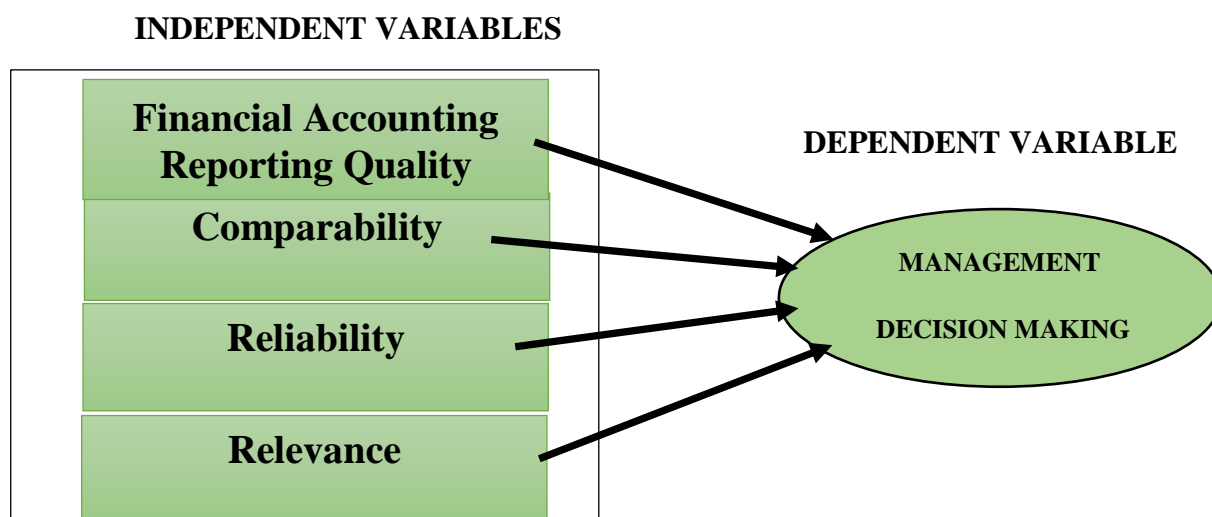 INDEPENDENT VARIABLES
Financial Accounting
Reporting Quality
Comparability
Reliability
Relevance
DEPENDENT VARIABLE
MANAGEMENT
DECISION MAKING